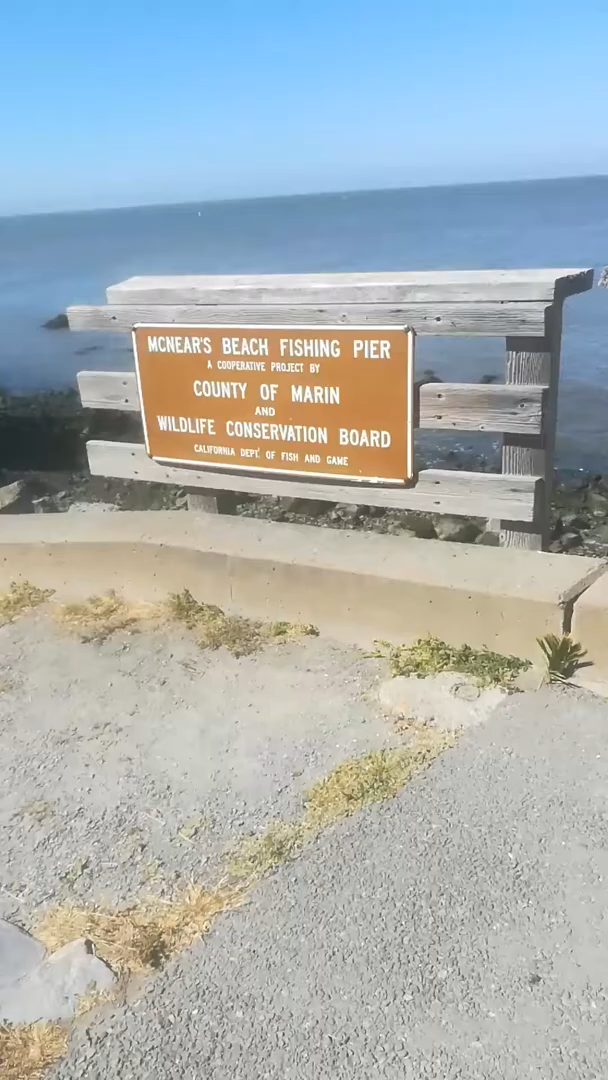 MCNEAR'S BEACH FISHING PIER
A COOPERATIVE PROJECT BY
COUNTY OF MARIN
AND
WILDLIFE CONSERVATION BOARD
CALIFORNIA DEPT. OF FISH AND GAME